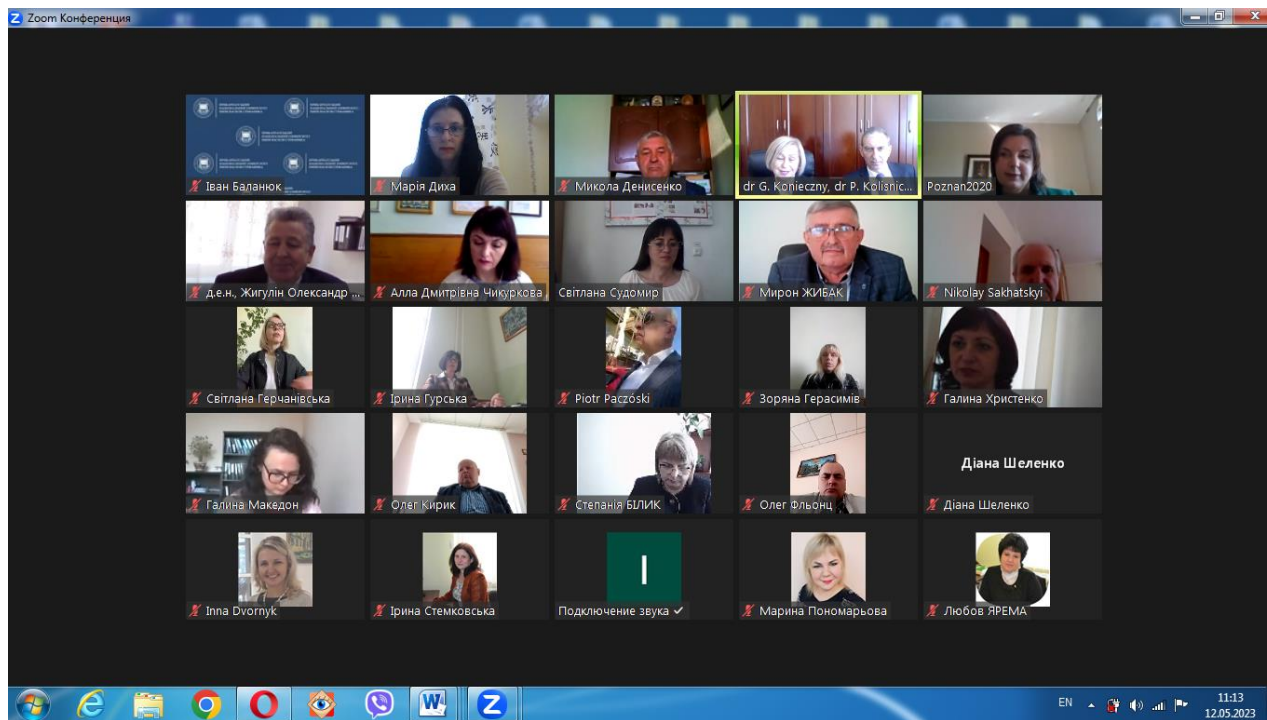 Zoom Конференция
Іван Баланюк
Марія Диха
Микола Денисенко
dr G. Konieczny, dr P. Kolisnic...
Poznan2020
д.е.н., Жигулін Олександр ...
Алла Дмитрівна Чикуркова
Світлана Судомир
Мирон ЖИБАК
Nikolay Sakhatskyi
Світлана Герчанівська
Ірина Гурська
Piotr Paczóski
Зоряна Герасимів
Галина Христенко
Галина Македон
Олег Кирик
Степанія БІЛИК
Олег Фльонц
Діана Шеленко
Діана Шеленко
Inna Dvornyk
Ірина Стемковська
I
Подключение звука ✓
Марина Пономарьова
Любов ЯРЕМА
EN
11:13
12.05.2023